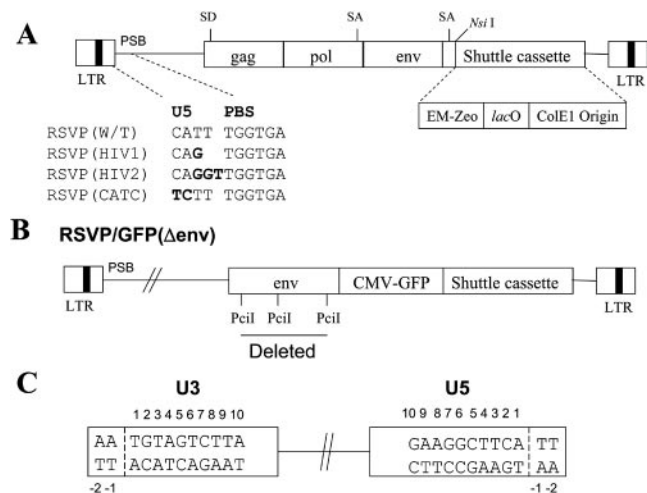 A
SD
SA
SA
Nsi I
PSB
gag
pol
env
Shuttle cassette
LTR
LTR
EM-Zeo
lacO
ColE1 Origin
U5 PBS
RSVP(W/T) CATT TGGTGA
RSVP(HIV1) CAG TGGTGA
RSVP(HIV2) CAGGT TGGTGA
RSVP(CATC) TCTT TGGTGA
B
RSVP/GFP(Δenv)
PSB
env
CMV-GFP
Shuttle cassette
LTR
LTR
PciI
PciI
PciI
Deleted
C
U3
U5
1 2 3 4 5 6 7 8 9 10
10 9 8 7 6 5 4 3 2 1
AA TGTAGTCTTA
GAAGGCTTCA TT
TT ACATCAGAAT
CTTCCGAAGT AA
-2 -1
-1 -2